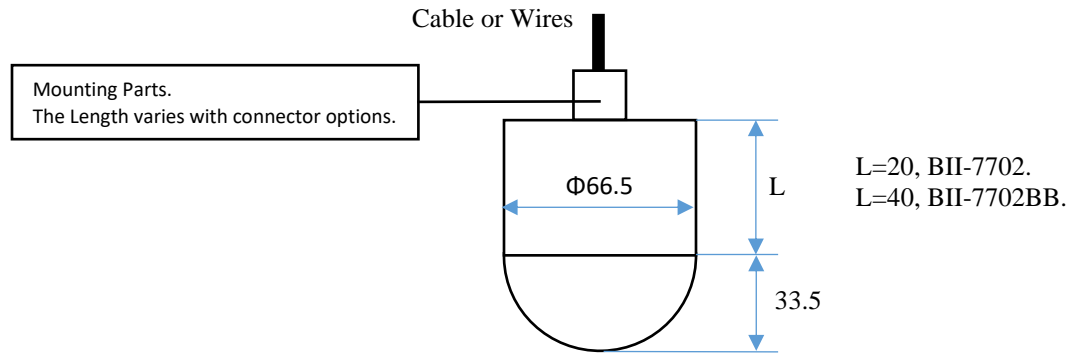 Cable or Wires
Mounting Parts.
The Length varies with connector options.
Φ66.5
L
L=20, BII-7702.
L=40, BII-7702BB.
33.5